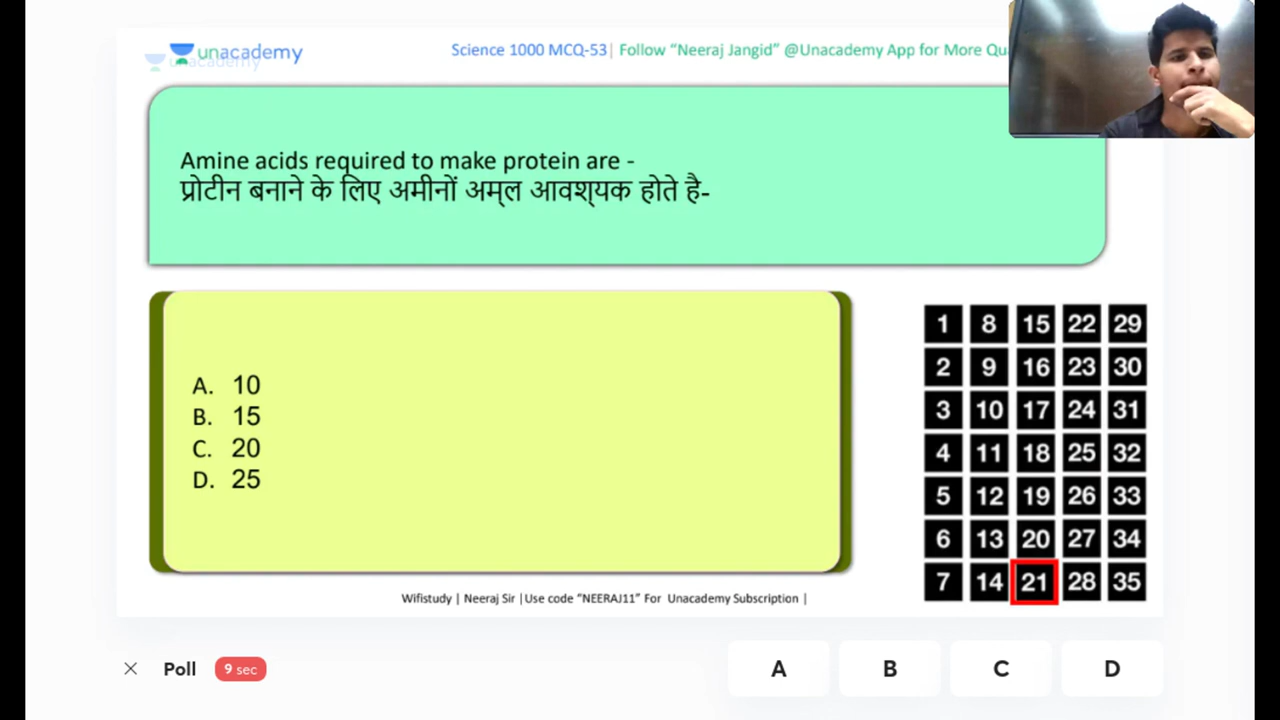 unacademy
Science 1000 MCQ-53| Follow “Neeraj Jangid” @Unacademy App for More
Amine acids required to make protein are -
प्रोटीन बनाने के लिए अमीनों अम्ल आवश्यक होते है-
A. 10
B. 15
C. 20
D. 25
1 8 15 22 29
2 9 16 23 30
3 10 17 24 31
4 11 18 25 32
5 12 19 26 33
6 13 20 27 34
7 14 21 28 35
Wifistudy | Neeraj Sir |Use code “NEERAJ11” For Unacademy Subscription |
Poll 9 sec A B C D